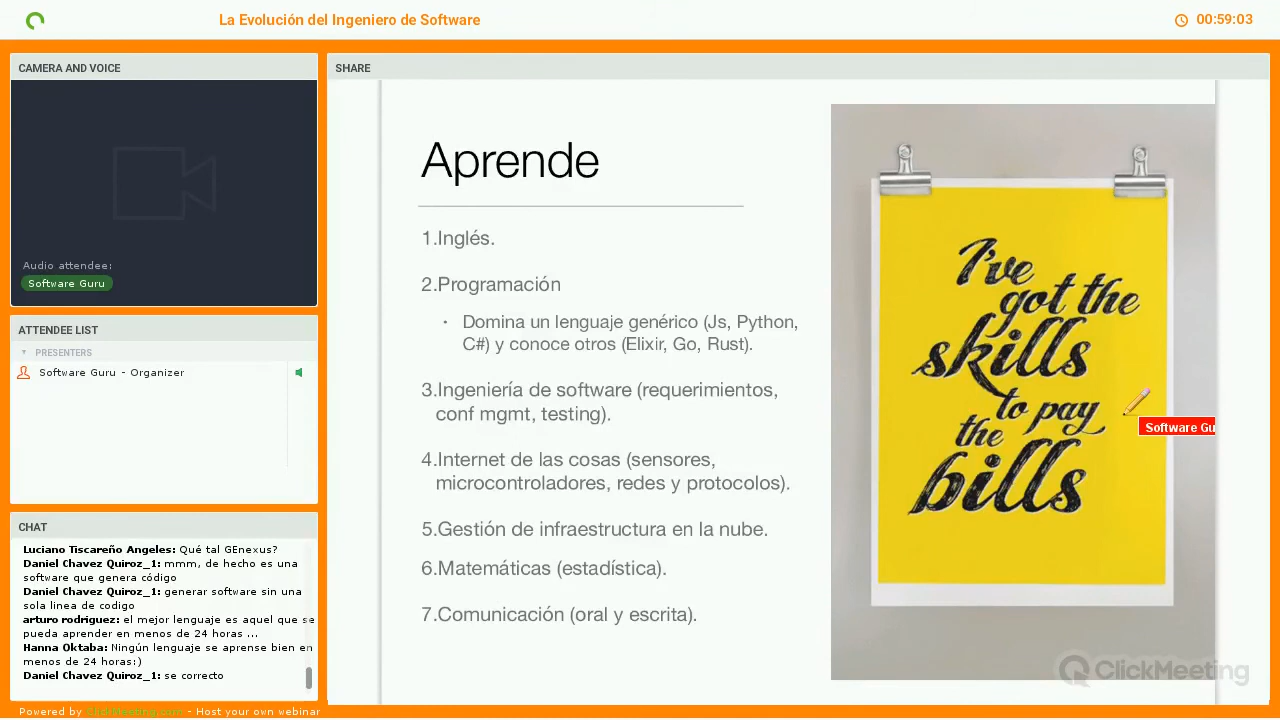 La Evolución del Ingeniero de Software
00:59:03
CAMERA AND VOICE
Audio attendee:
Software Guru
ATTENDEE LIST
PRESENTERS
Software Guru - Organizer
CHAT
Luciano Tiscareño Angeles: Qué tal GEnexus?
Daniel Chavez Quiroz_1: mmm, de hecho es una
software que genera código
Daniel Chavez Quiroz_1: generar software sin una
sola linea de codigo
arturo rodriguez: el mejor lenguaje es aquel que se
pueda aprender en menos de 24 horas ...
Hanna Oktaba: Ningún lenguaje se aprense bien en
menos de 24 horas:)
Daniel Chavez Quiroz_1: se correcto
Powered by ClickMeeting.com - Host your own webinar
SHARE
Aprende
1.Inglés.
2.Programación
· Domina un lenguaje genérico (Js, Python,
C#) y conoce otros (Elixir, Go, Rust).
3.Ingeniería de software (requerimientos,
conf mgmt, testing).
4.Internet de las cosas (sensores,
microcontroladores, redes y protocolos).
5.Gestión de infraestructura en la nube.
6.Matemáticas (estadística).
7.Comunicación (oral y escrita).
I've
got the
skills
to pay
the
bills
Software Gu
ClickMeeting